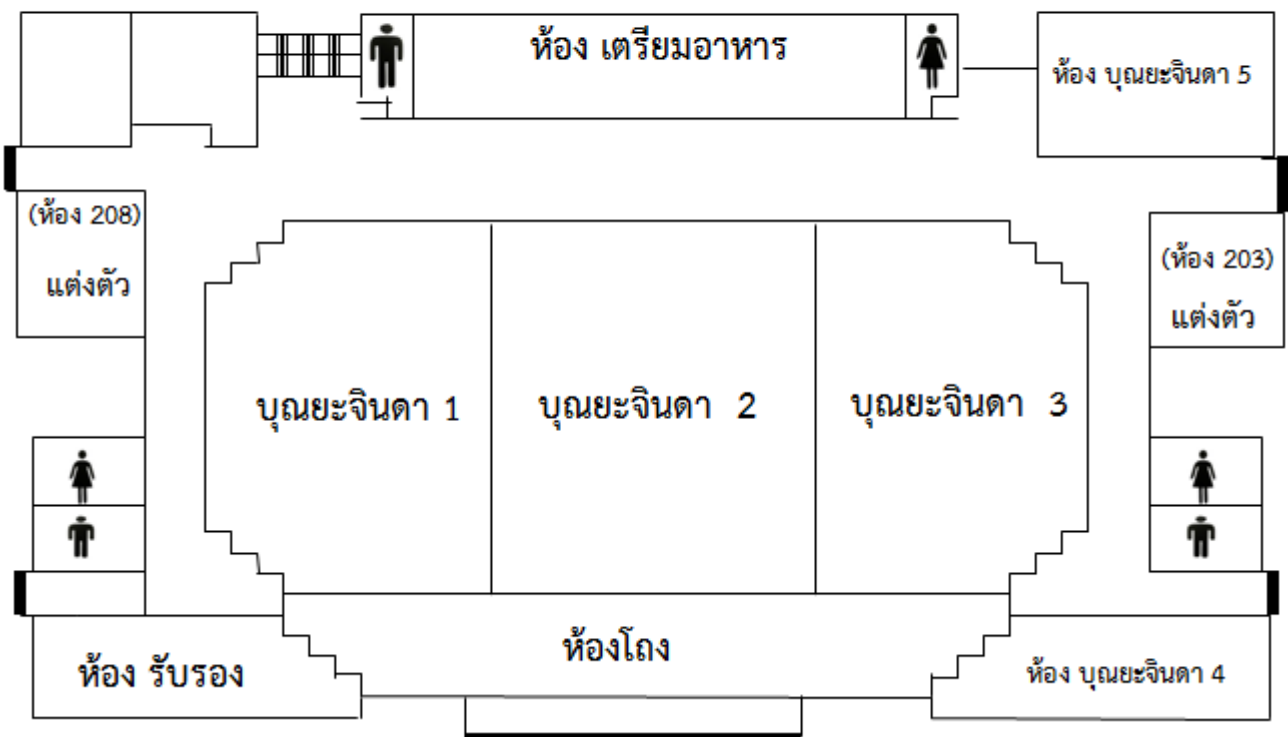 ห้อง เตรียมอาหาร
ห้อง บุณยะจินดา 5
(ห้อง 208)
แต่งตัว
(ห้อง 203)
แต่งตัว
บุณยะจินดา 1
บุณยะจินดา 2
บุณยะจินดา 3
ห้องโถง
ห้อง รับรอง
ห้อง บุณยะจินดา 4